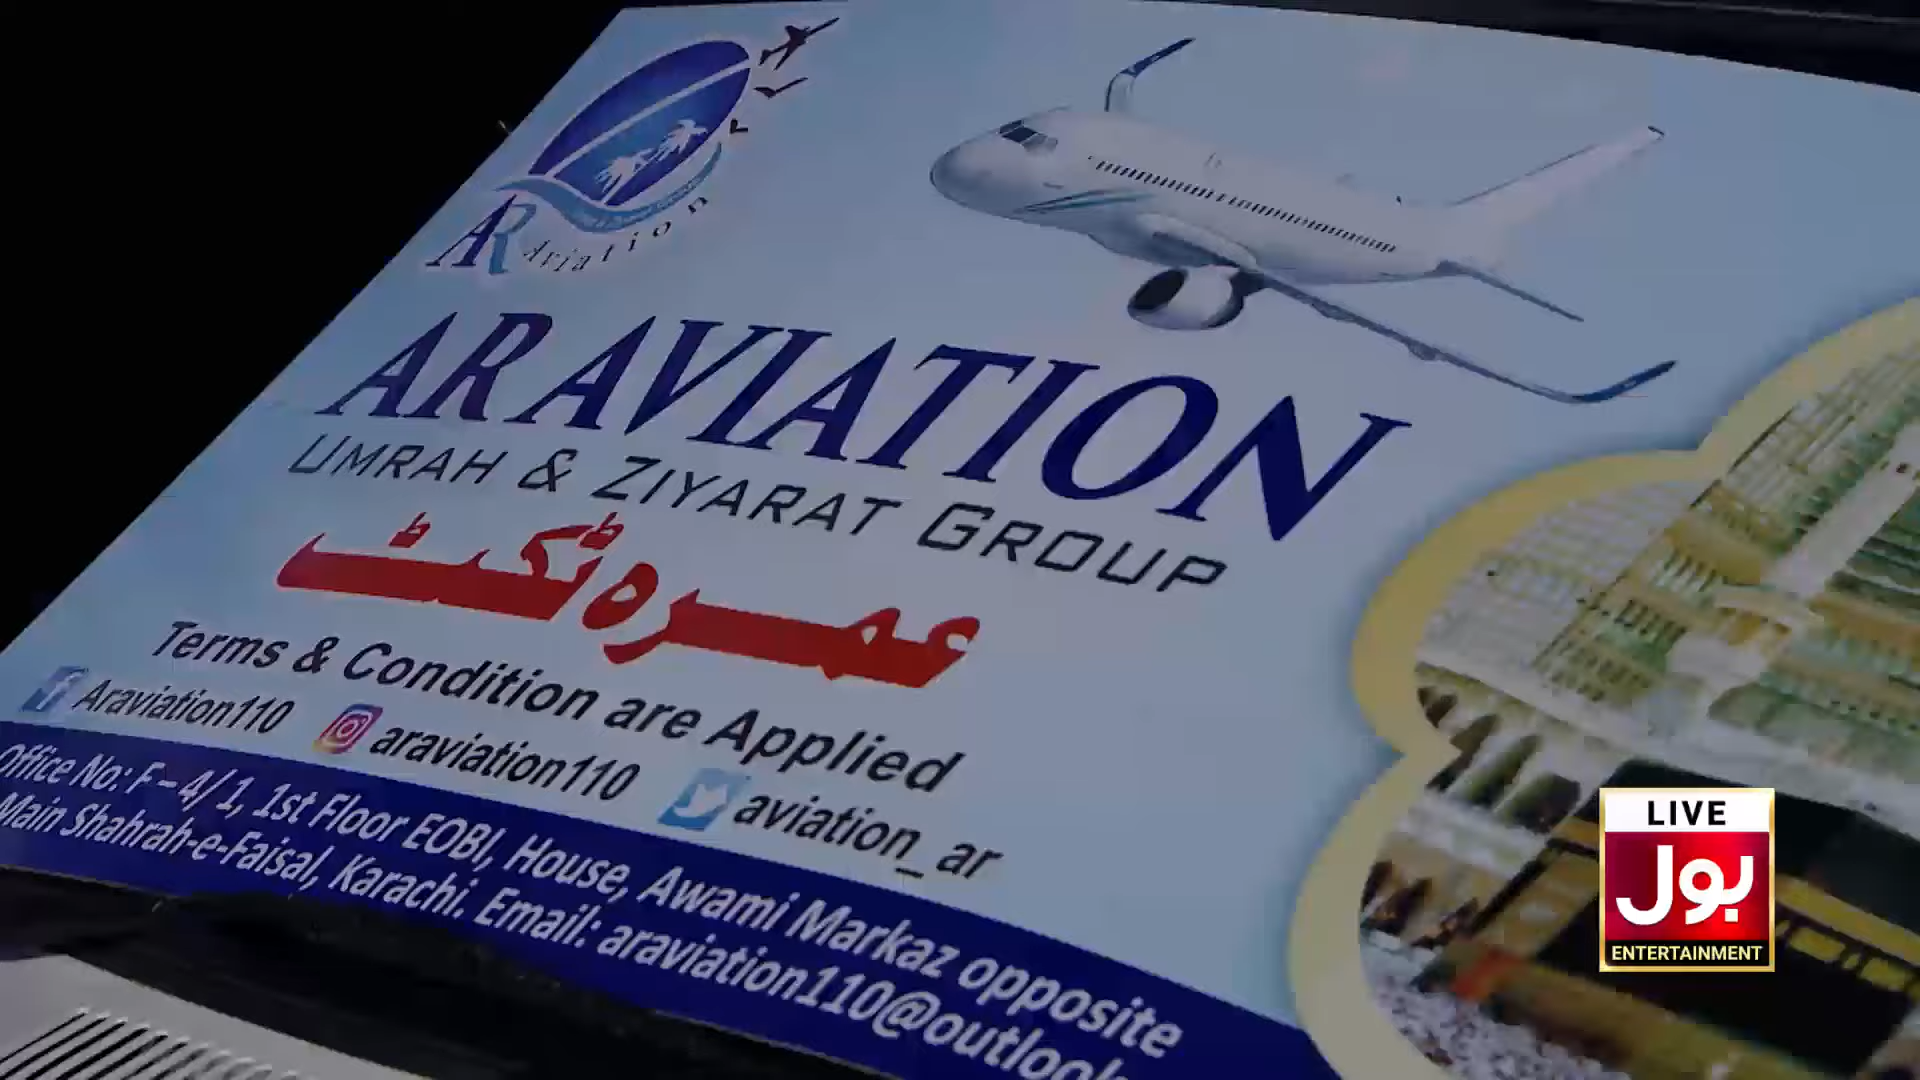 AR Aviation
AR AVIATION
UMRAH & ZIYARAT GROUP
عمرہ ٹکٹ
Terms & Condition are Applied
Araviation110 araviation110 aviation_ar
Office No: F-4/1, 1st Floor EOBI, House, Awami Markaz opposite
Main Shahrah-e-Faisal, Karachi. Email: araviation110@outlook
LIVE
بول
ENTERTAINMENT